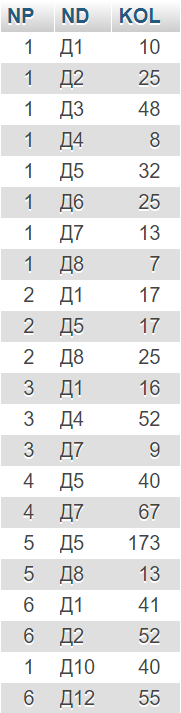 NP ND KOL
1 Д1 10
1 Д2 25
1 Д3 48
1 Д4 8
1 Д5 32
1 Д6 25
1 Д7 13
1 Д8 7
2 Д1 17
2 Д5 17
2 Д8 25
3 Д1 16
3 Д4 52
3 Д7 9
4 Д5 40
4 Д7 67
5 Д5 173
5 Д8 13
6 Д1 41
6 Д2 52
1 Д10 40
6 Д12 55